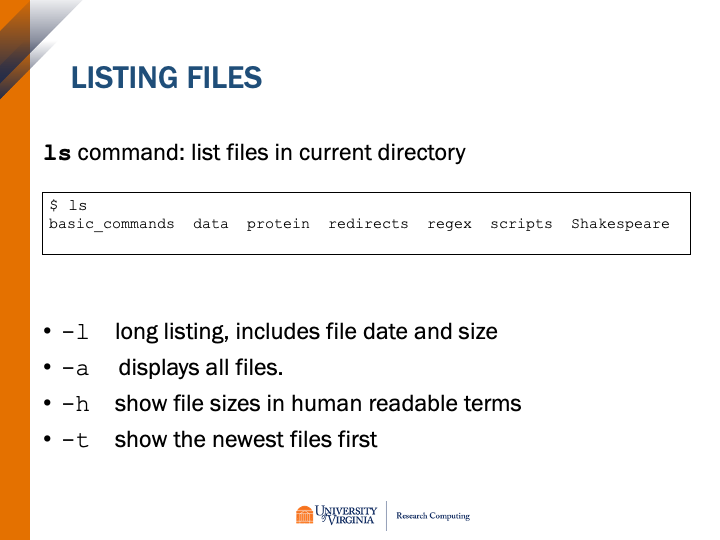 LISTING FILES
ls command: list files in current directory
$ ls
basic_commands  data  protein  redirects  regex  scripts  Shakespeare
• –l long listing, includes file date and size
• –a displays all files.
• –h show file sizes in human readable terms
• –t show the newest files first
UNIVERSITY
of VIRGINIA
Research Computing